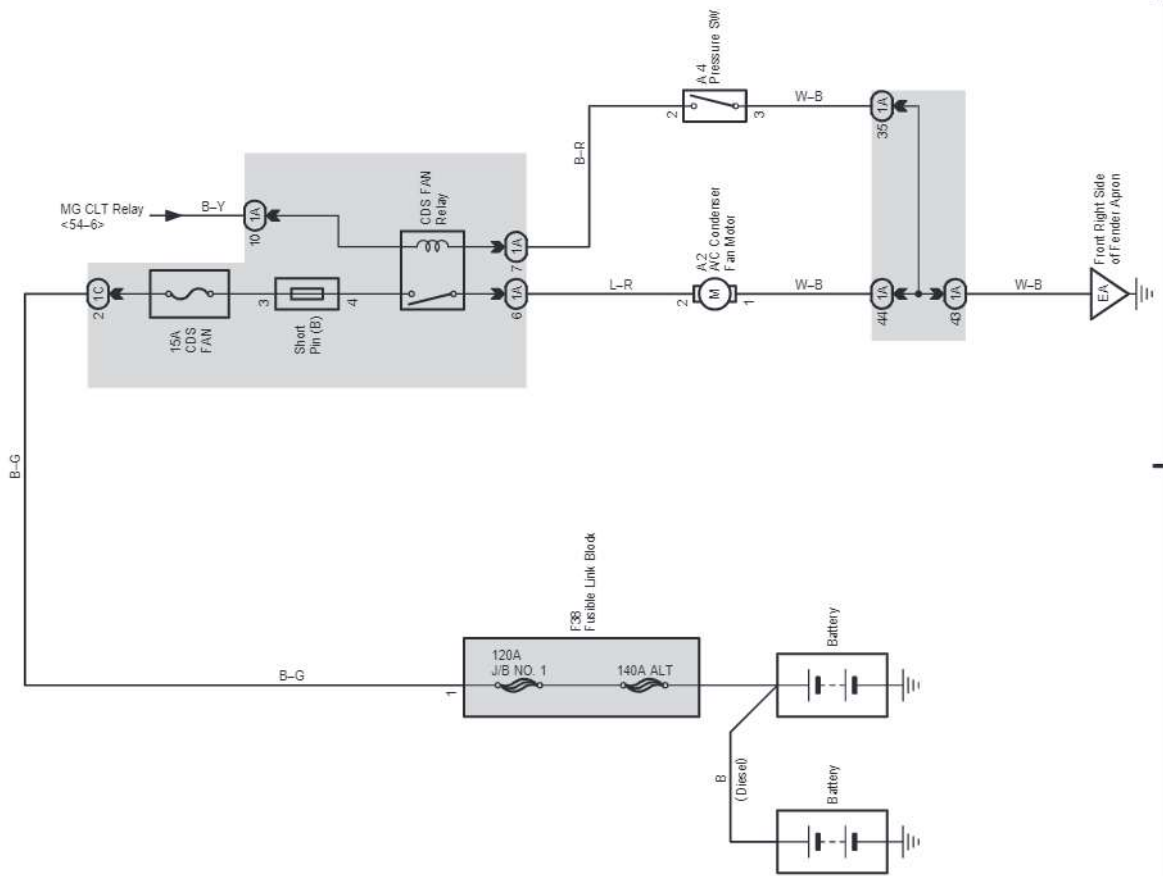 B–G
2
1C
15A
CDS
FAN
3
Short
Pin (B)
4
MG CLT Relay
<54–6>
B–Y
10
1A
CDS FAN
Relay
6
1A
7
1A
B–R
L–R
2
A 2
A/C Condenser
Fan Motor
M
1
W–B
2
A 4
Pressure SW
3
W–B
44
1A
35
1A
43
1A
W–B
EA
Front Right Side
of Fender Apron
B–G
1
F38
Fusible Link Block
120A
J/B NO. 1
140A ALT
B
(Diesel)
Battery
Battery